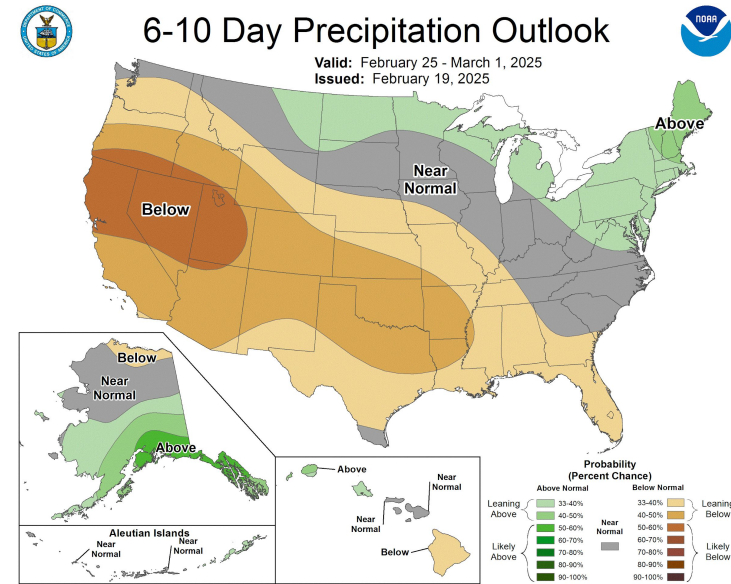 6-10 Day Precipitation Outlook
Valid: February 25 - March 1, 2025
Issued: February 19, 2025
NOAA
Above
Near
Normal
Below
Below
Near
Normal
Above
Aleutian Islands
Near
Normal
Near
Normal
Above
Near
Normal
Near
Normal
Below
Probability
(Percent Chance)
Above Normal
Below Normal
Leaning
Above
33-40%
40-50%
Likely
Above
50-60%
60-70%
70-80%
80-90%
90-100%
Near
Normal
33-40%
40-50%
Leaning
Below
50-60%
60-70%
70-80%
80-90%
90-100%
Likely
Below